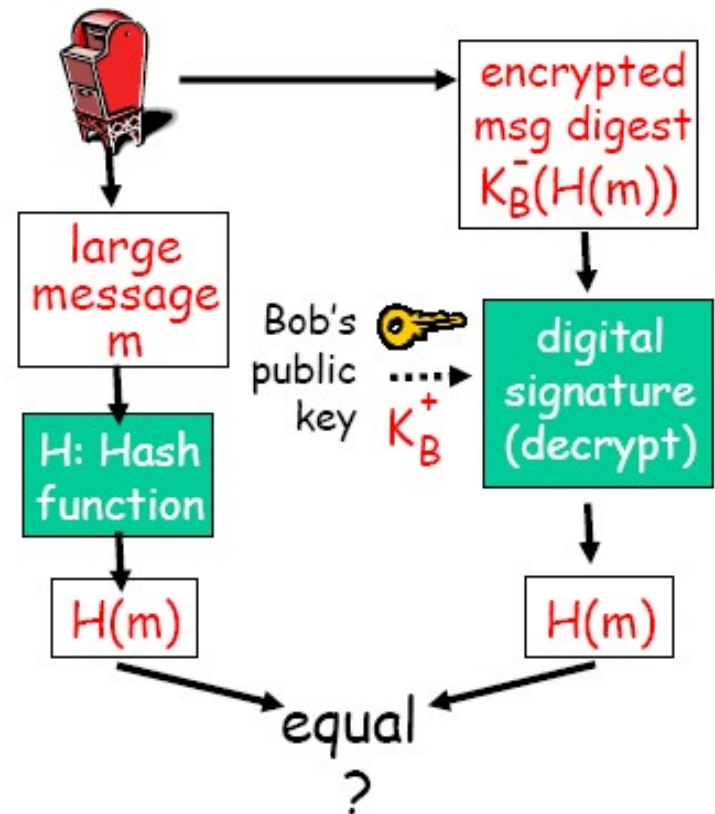 encrypted
msg digest
K_B^-(H(m))
large
message
m
Bob's
public
key
K_B^+
digital
signature
(decrypt)
H: Hash
function
H(m)
H(m)
equal
?